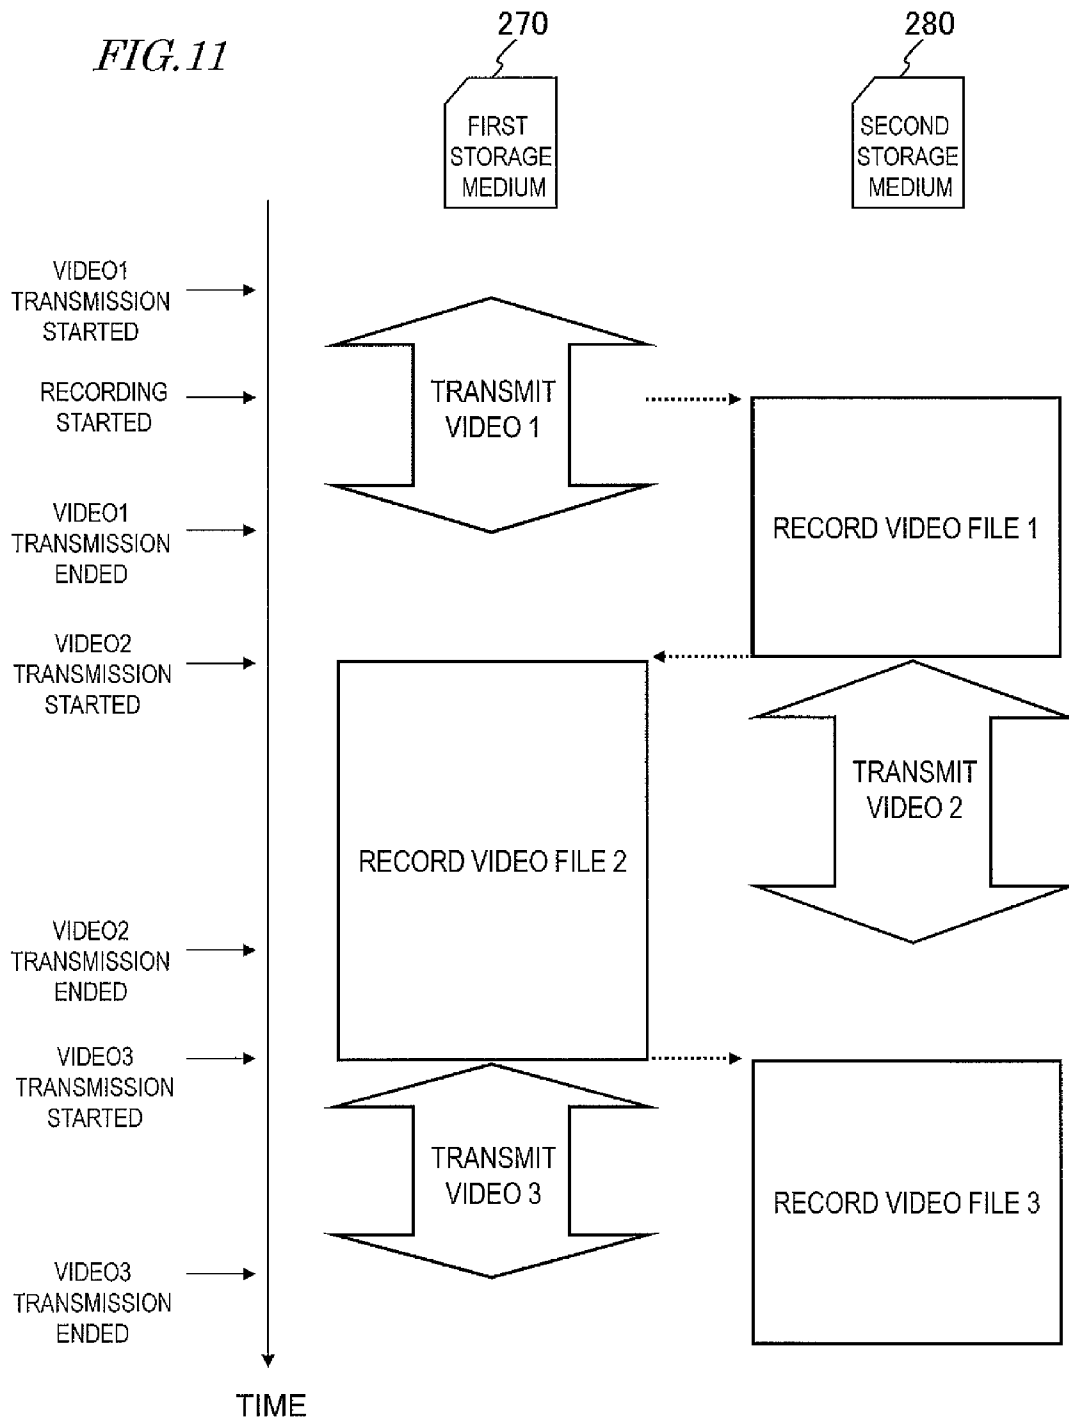 FIG.11
270
280
FIRST
STORAGE
MEDIUM
SECOND
STORAGE
MEDIUM
VIDEO1
TRANSMISSION
STARTED
RECORDING
STARTED
VIDEO1
TRANSMISSION
ENDED
VIDEO2
TRANSMISSION
STARTED
VIDEO2
TRANSMISSION
ENDED
VIDEO3
TRANSMISSION
STARTED
VIDEO3
TRANSMISSION
ENDED
TRANSMIT
VIDEO 1
RECORD VIDEO FILE 1
RECORD VIDEO FILE 2
TRANSMIT
VIDEO 2
TRANSMIT
VIDEO 3
RECORD VIDEO FILE 3
TIME